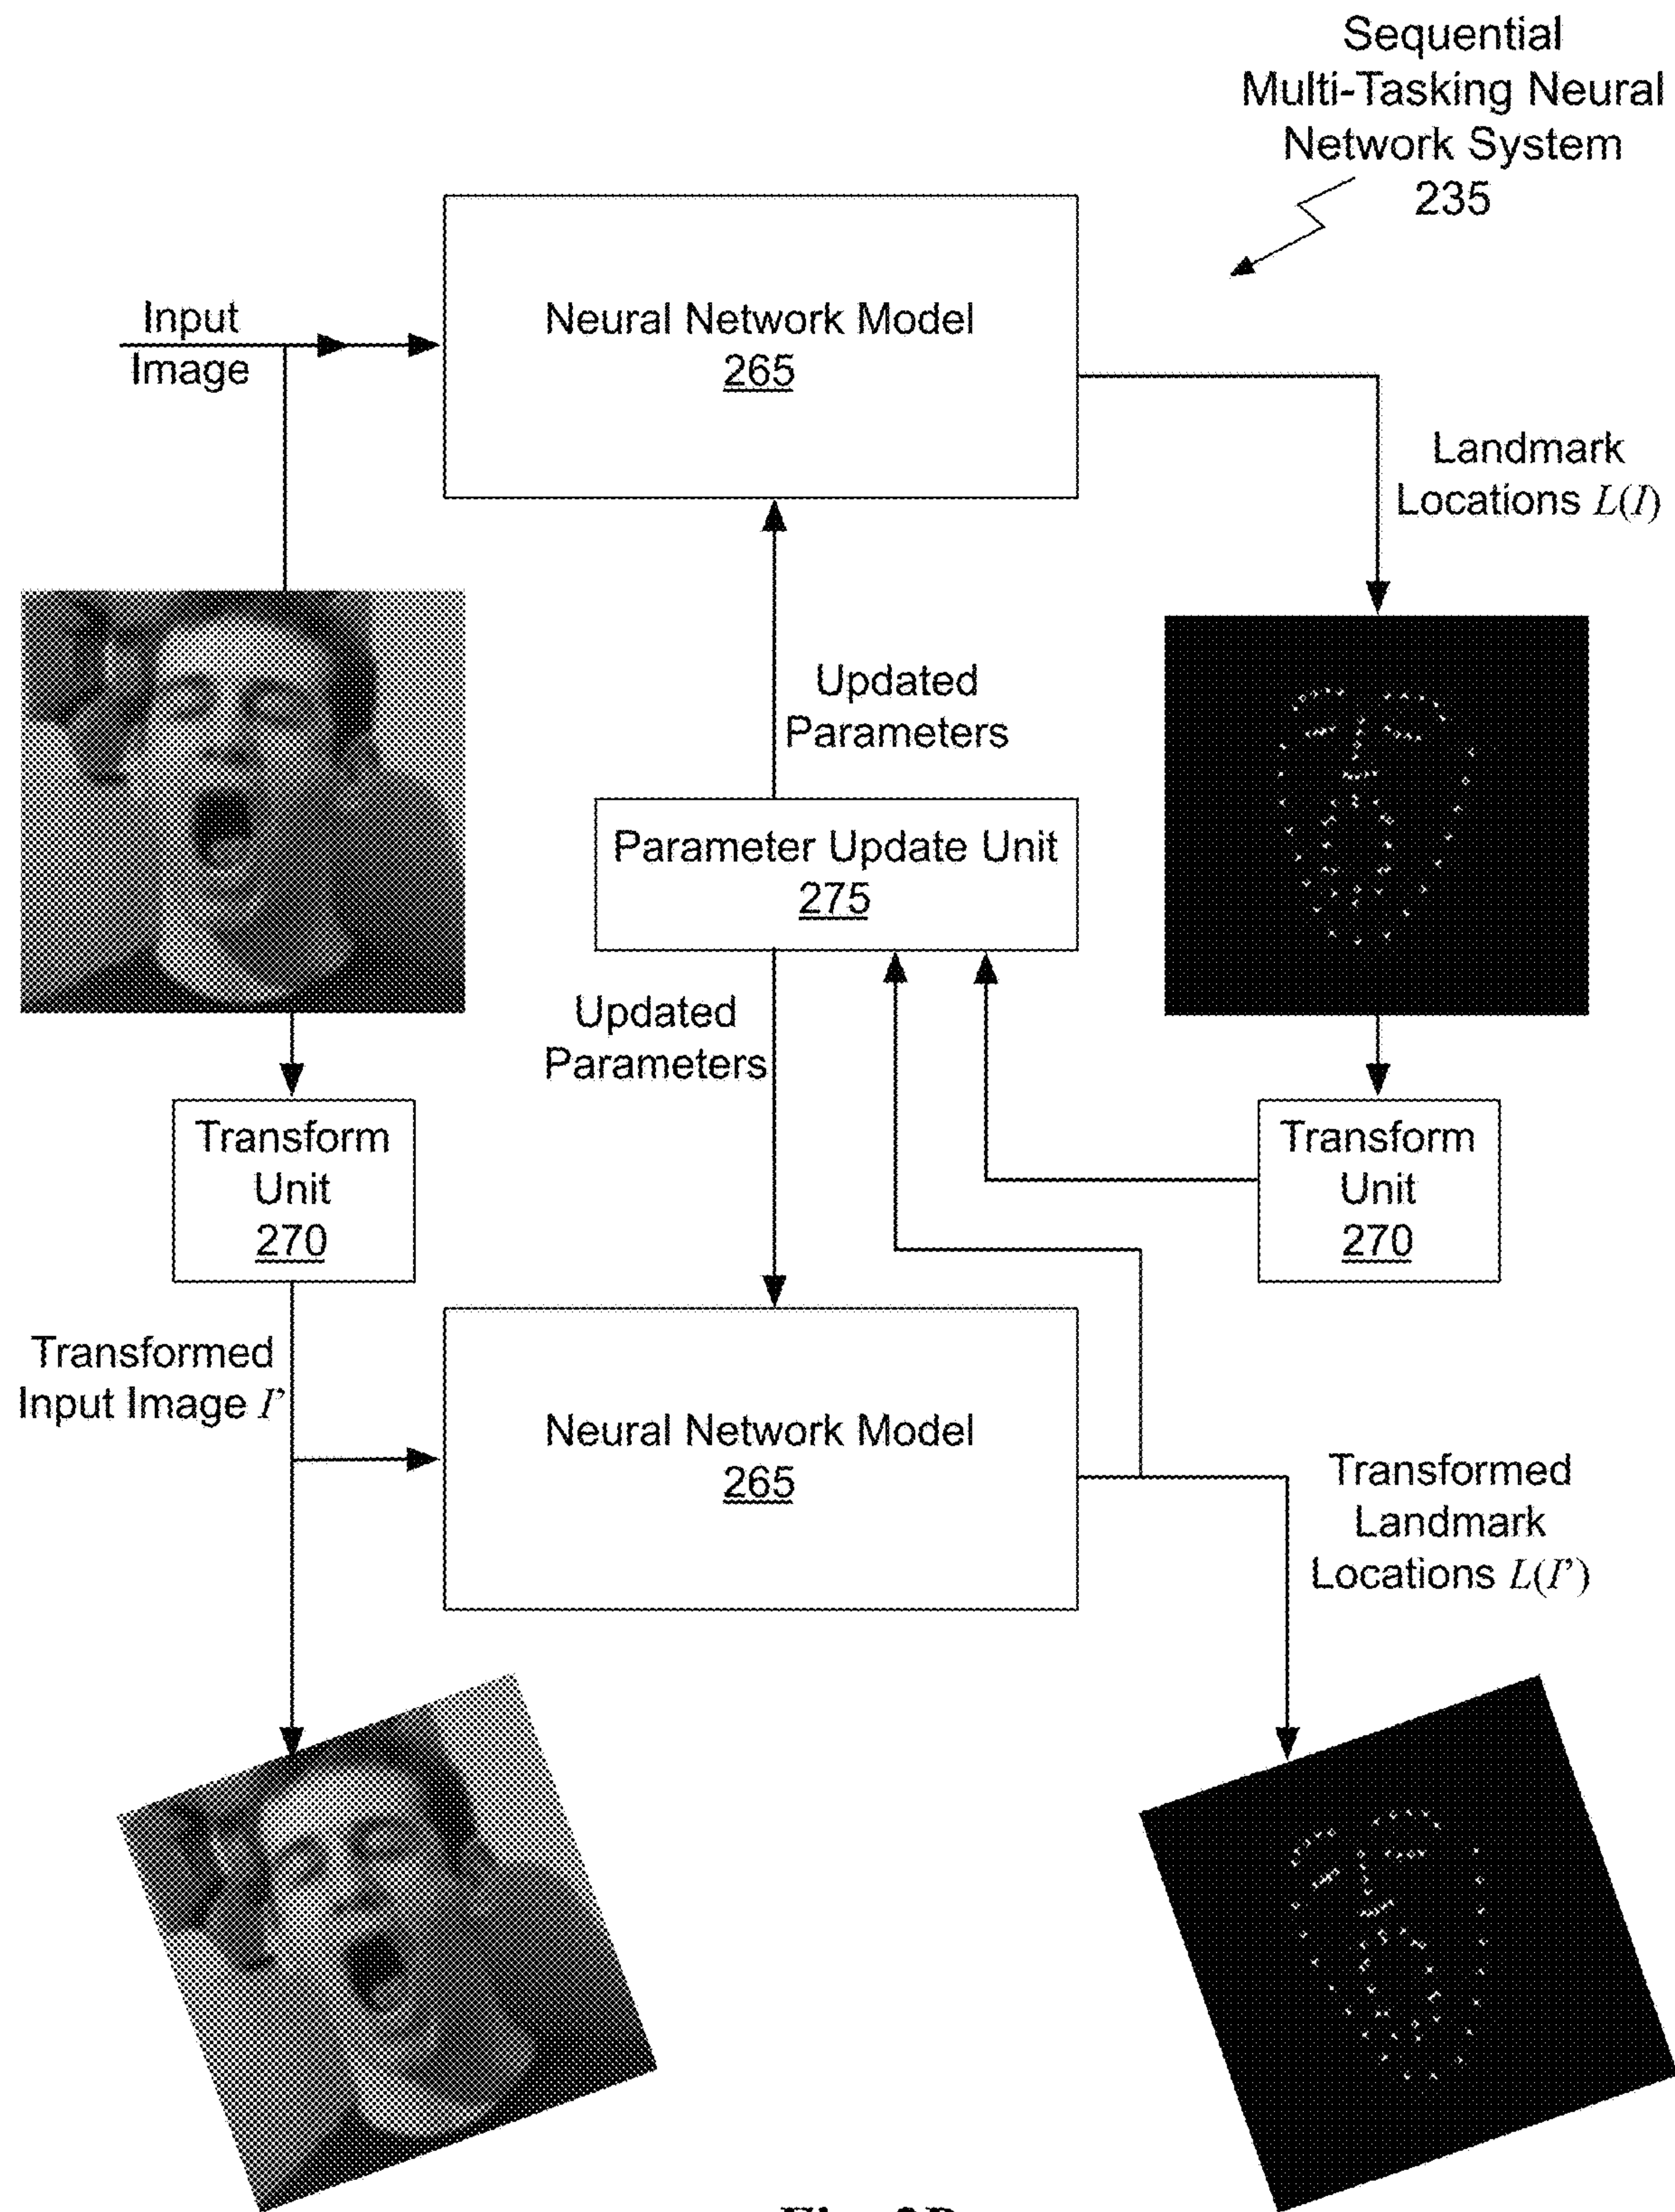 Sequential
Multi-Tasking Neural
Network System
235
Input
Image
Neural Network Model
265
Landmark
Locations L(I)
Updated
Parameters
Parameter Update Unit
275
Updated
Parameters
Transform
Unit
270
Transform
Unit
270
Transformed
Input Image I'
Neural Network Model
265
Transformed
Landmark
Locations L(I')